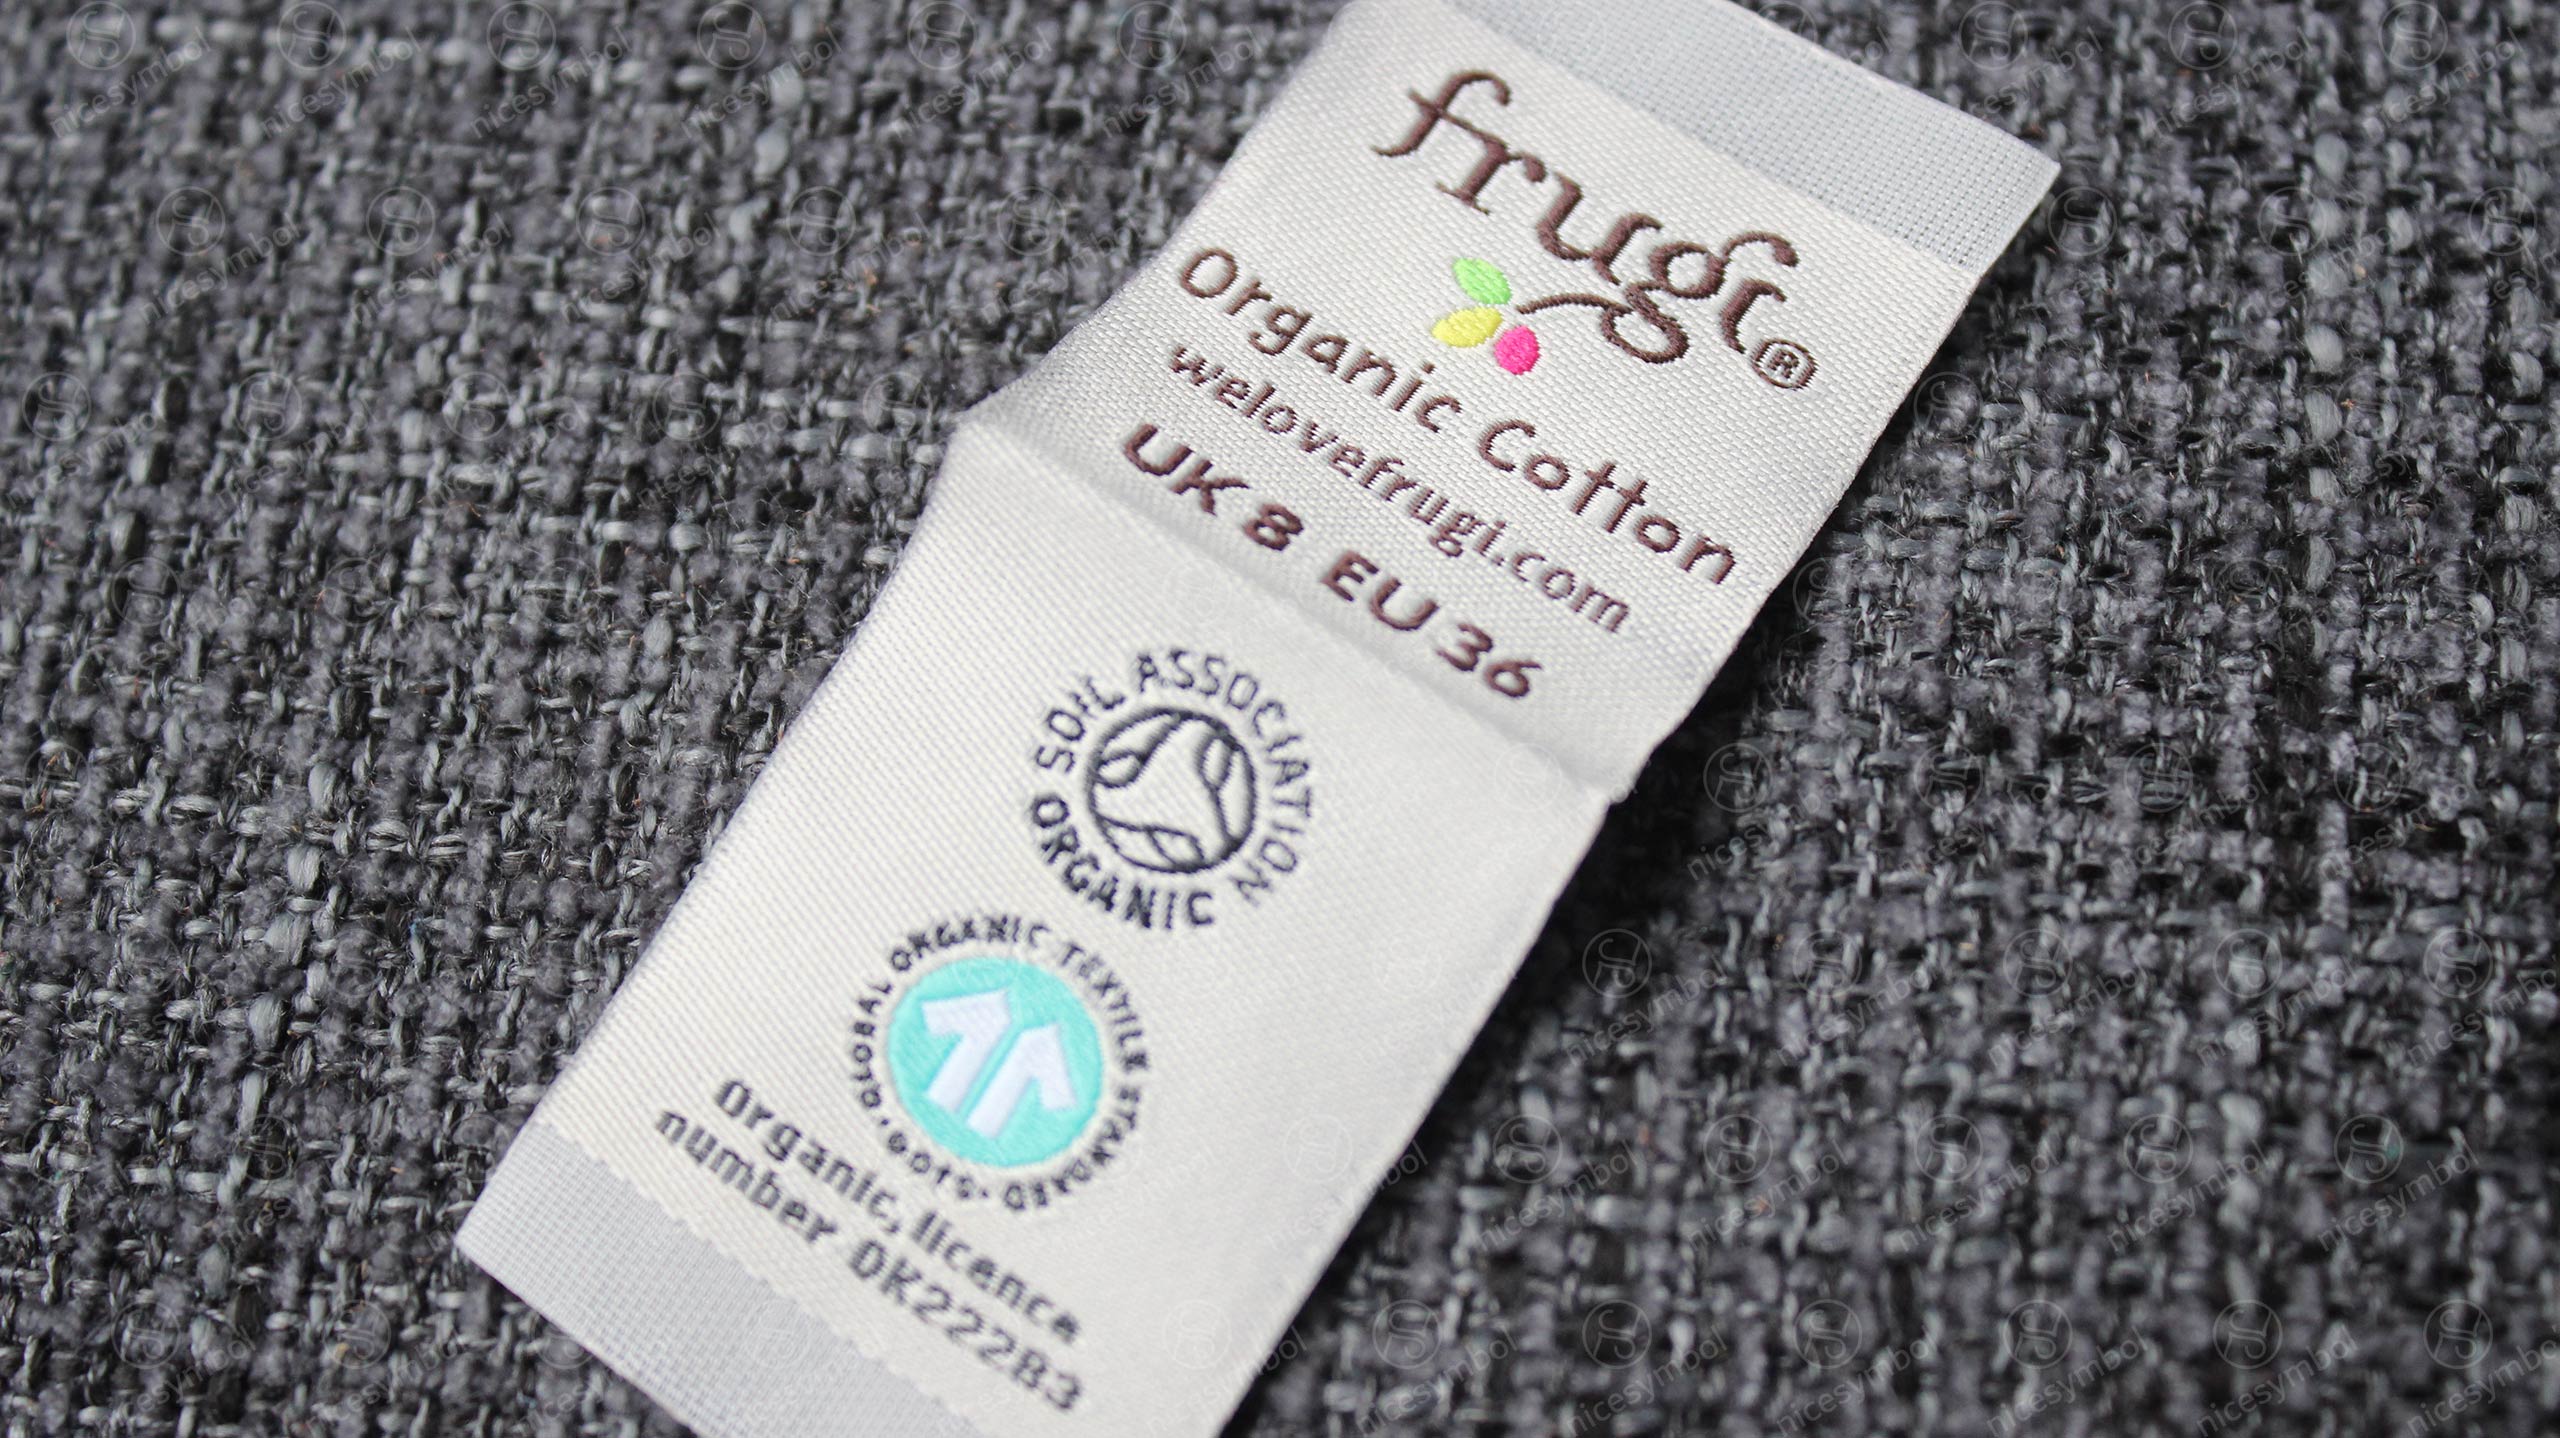 frugi®
Organic Cotton
welovefrugi.com
UK 8 EU 36
SOIL ASSOCIATION
ORGANIC
GLOBAL ORGANIC TEXTILE STANDARD · GOTS ·
Organic, licence
number DK22283
nicesymbol